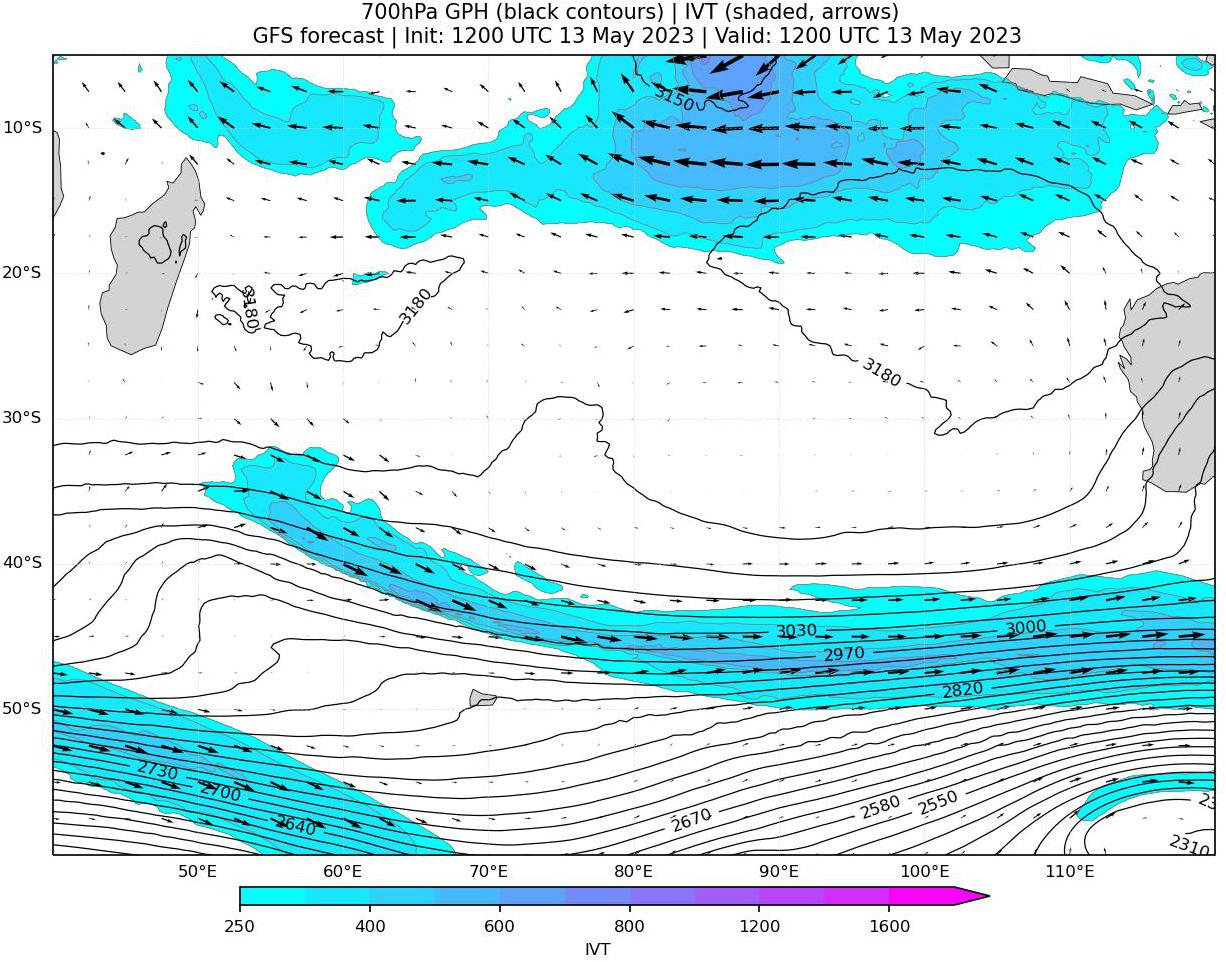 700hPa GPH (black contours) | IVT (shaded, arrows)
GFS forecast | Init: 1200 UTC 13 May 2023 | Valid: 1200 UTC 13 May 2023
3150
10°S
20°S
3180
3180
3180
30°S
40°S
3030
3000
2970
2820
50°S
2730
2700
2640
2670
2580
2550
2310
50°E
60°E
70°E
80°E
90°E
100°E
110°E
250
400
600
800
1200
1600
IVT